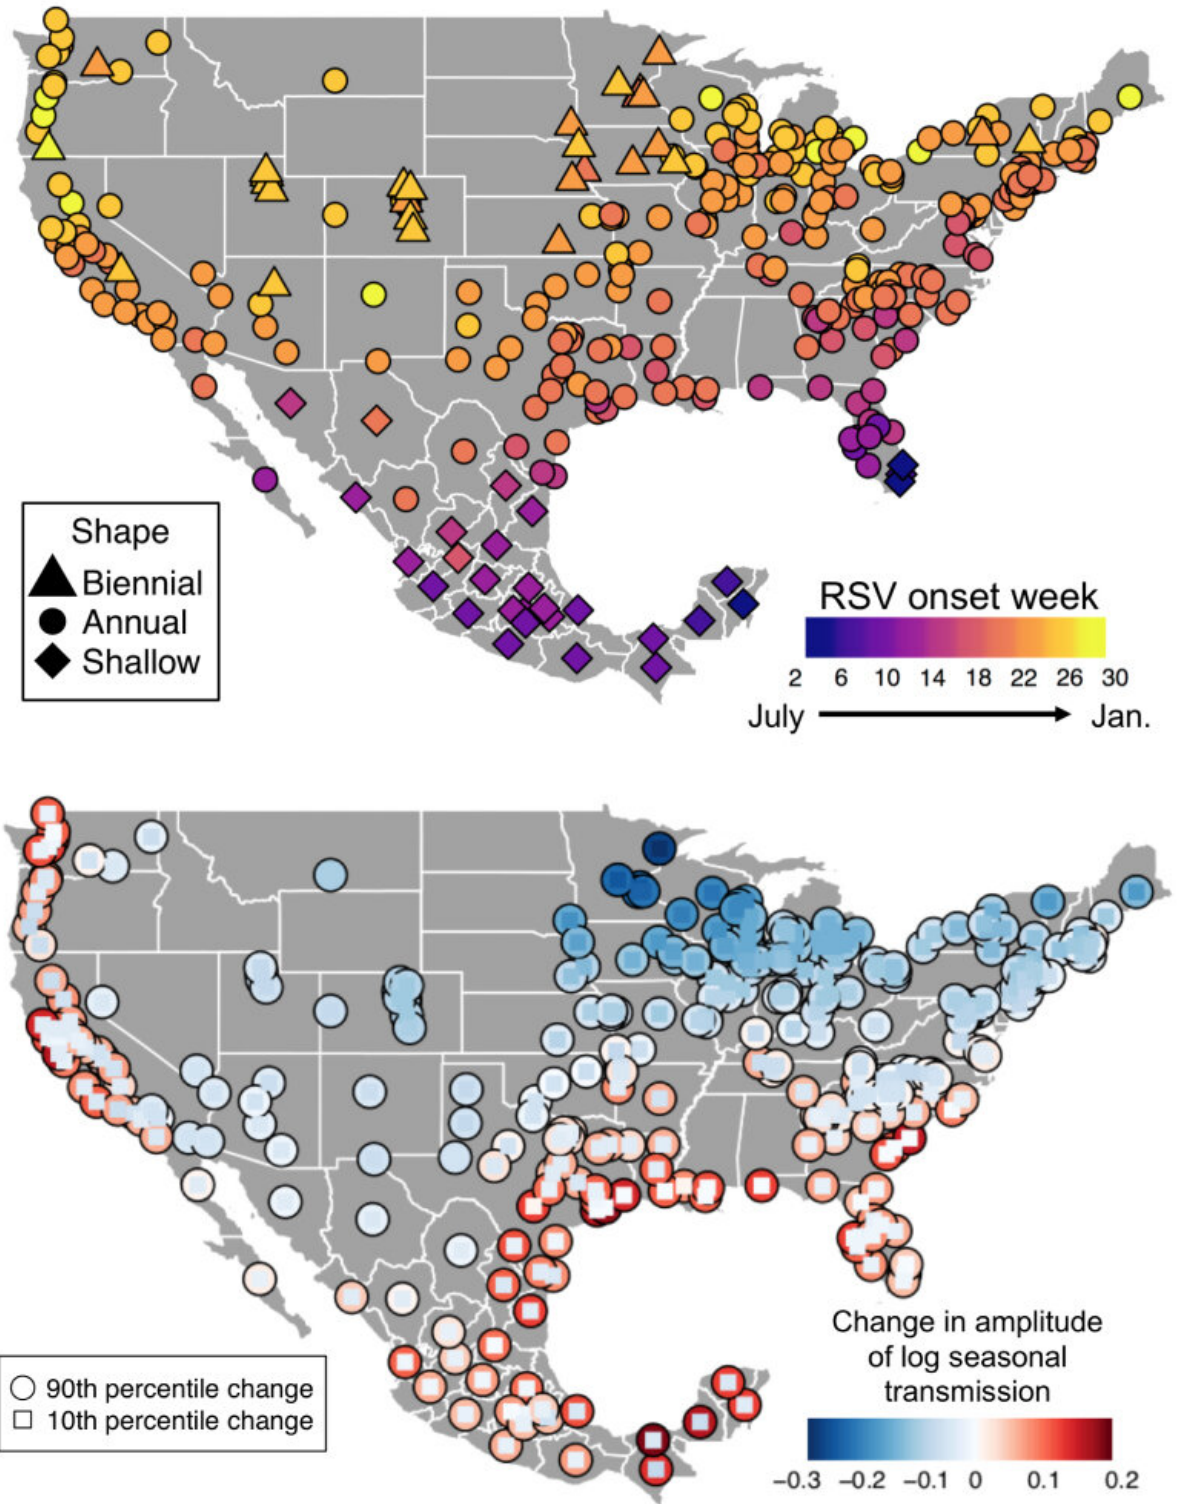 Shape
Biennial
Annual
Shallow
RSV onset week
2 6 10 14 18 22 26 30
July Jan.
90th percentile change
10th percentile change
Change in amplitude
of log seasonal
transmission
-0.3 -0.2 -0.1 0 0.1 0.2